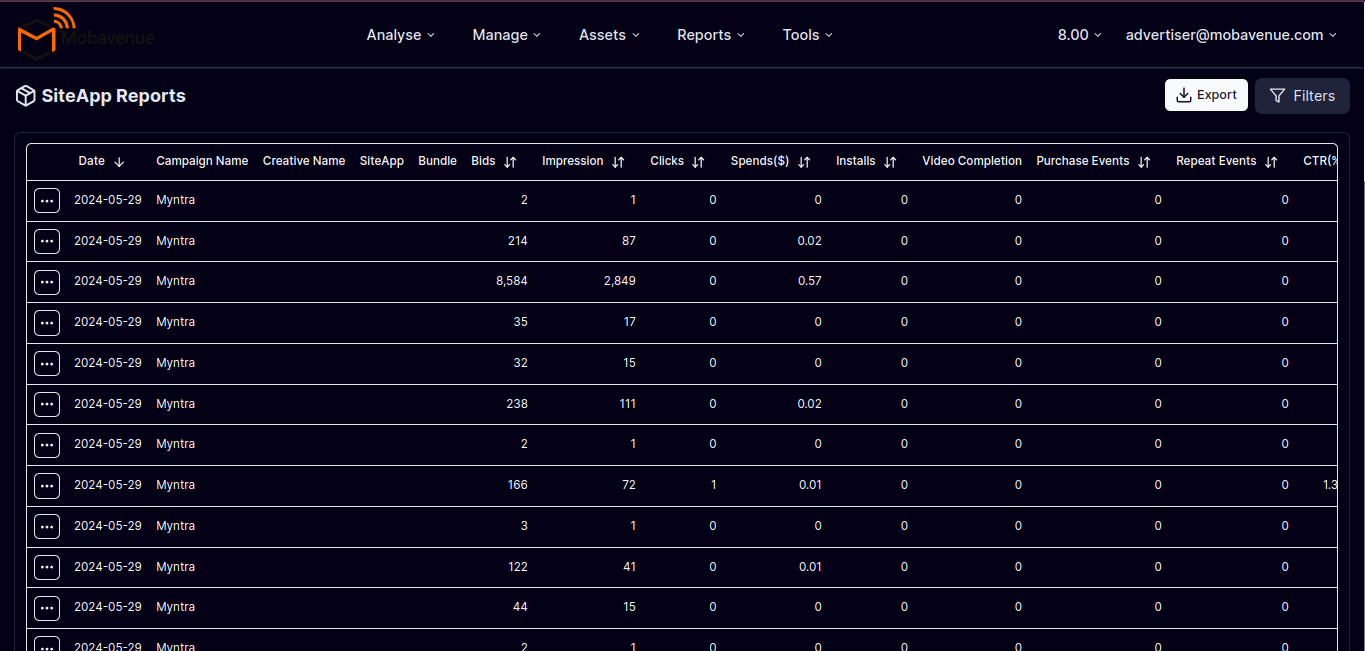 Mobavenue
Analyse Manage Assets Reports Tools 8.00 advertiser@mobavenue.com
SiteApp Reports Export Filters
Date Campaign Name Creative Name SiteApp Bundle Bids Impression Clicks Spends($) Installs Video Completion Purchase Events Repeat Events CTR(%
2024-05-29 Myntra 2 1 0 0 0 0 0 0
2024-05-29 Myntra 214 87 0 0.02 0 0 0 0
2024-05-29 Myntra 8,584 2,849 0 0.57 0 0 0 0
2024-05-29 Myntra 35 17 0 0 0 0 0 0
2024-05-29 Myntra 32 15 0 0 0 0 0 0
2024-05-29 Myntra 238 111 0 0.02 0 0 0 0
2024-05-29 Myntra 2 1 0 0 0 0 0 0
2024-05-29 Myntra 166 72 1 0.01 0 0 0 0 1.3
2024-05-29 Myntra 3 1 0 0 0 0 0 0
2024-05-29 Myntra 122 41 0 0.01 0 0 0 0
2024-05-29 Myntra 44 15 0 0 0 0 0 0
2024-05-29 Myntra 2 1 0 0 0 0 0 0